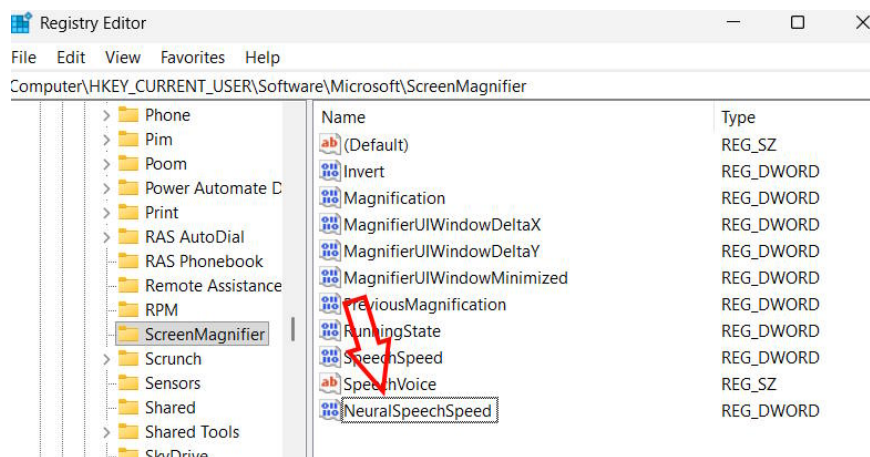 Registry Editor
File Edit View Favorites Help
Computer\HKEY_CURRENT_USER\Software\Microsoft\ScreenMagnifier
Phone
Pim
Poom
Power Automate D
Print
RAS AutoDial
RAS Phonebook
Remote Assistance
RPM
ScreenMagnifier
Scrunch
Sensors
Shared
Shared Tools
SkyDrive
Name Type
(Default) REG_SZ
Invert REG_DWORD
Magnification REG_DWORD
MagnifierUIWindowDeltaX REG_DWORD
MagnifierUIWindowDeltaY REG_DWORD
MagnifierUIWindowMinimized REG_DWORD
PreviousMagnification REG_DWORD
RunningState REG_DWORD
SpeechSpeed REG_DWORD
SpeechVoice REG_SZ
NeuralSpeechSpeed REG_DWORD